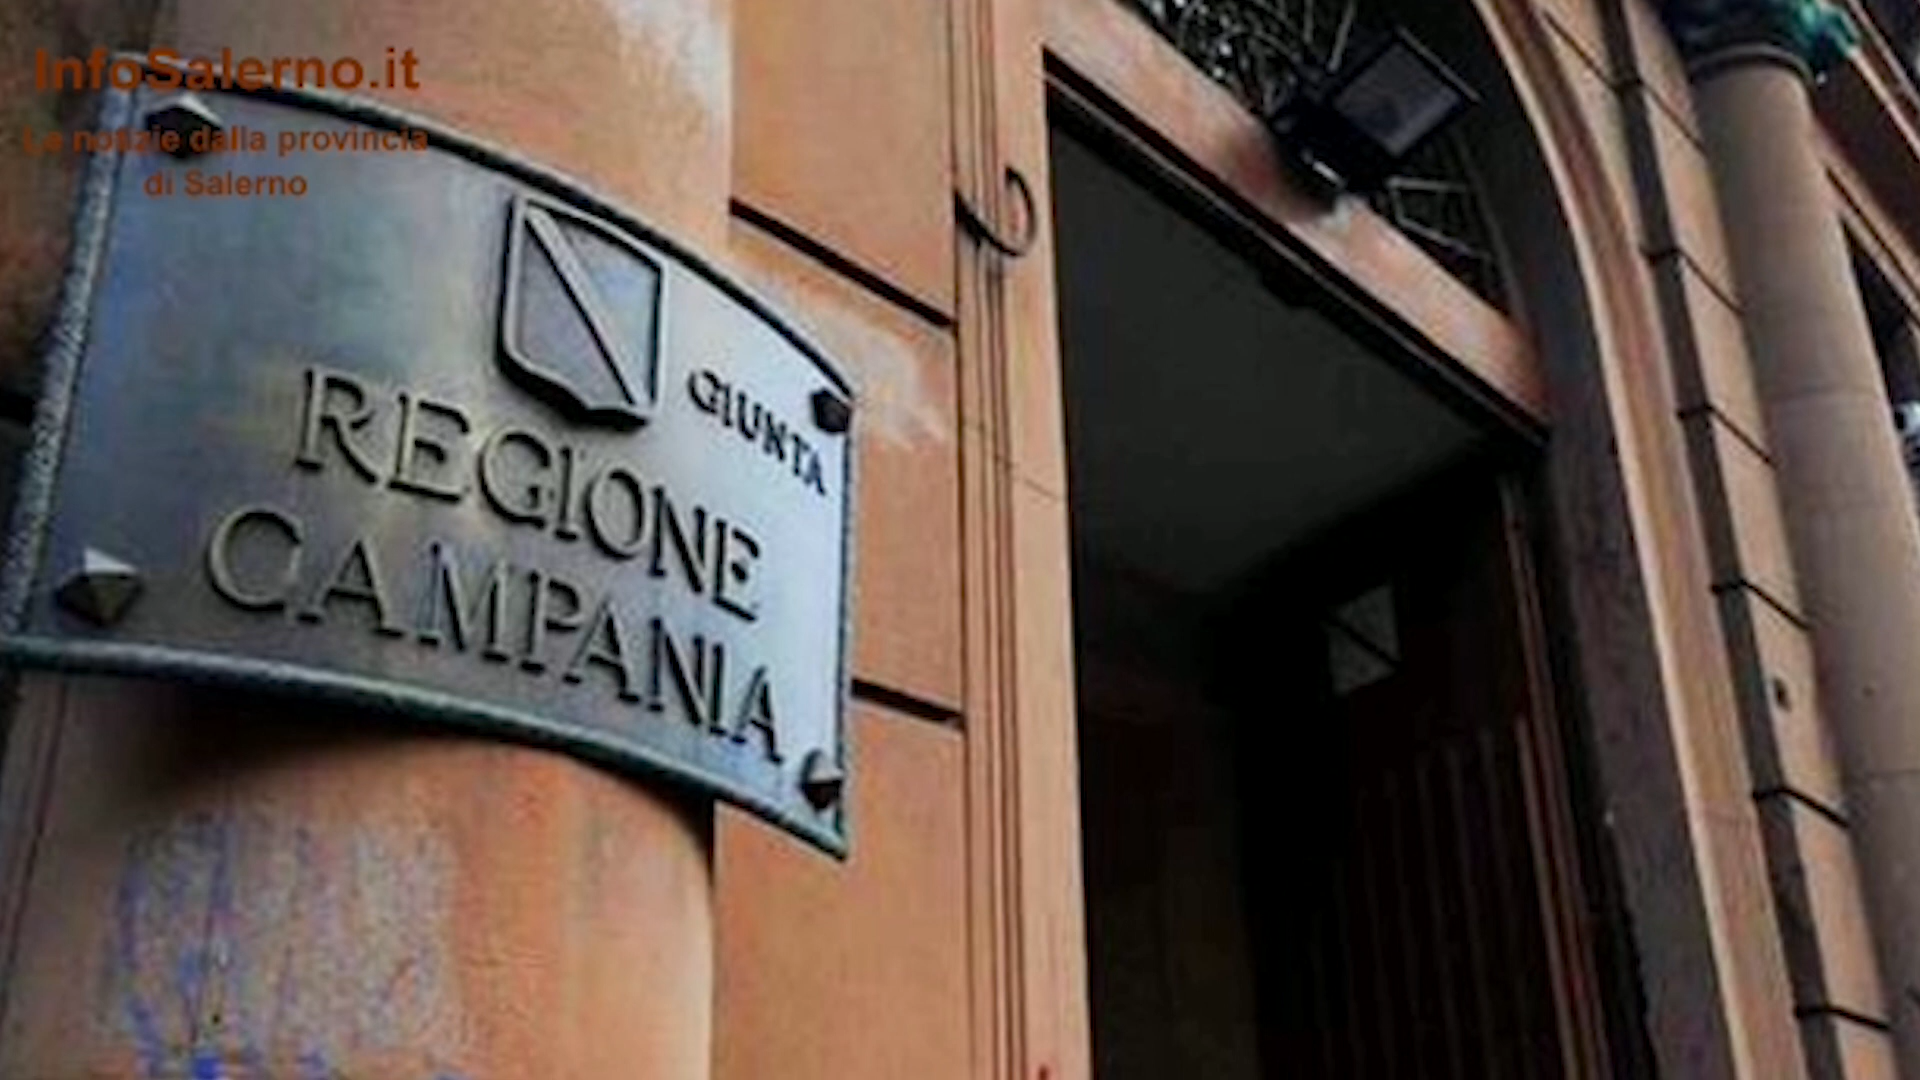 InfoSalerno.it
Le notizie dalla provincia
di Salerno
GIUNTA
REGIONE
CAMPANIA